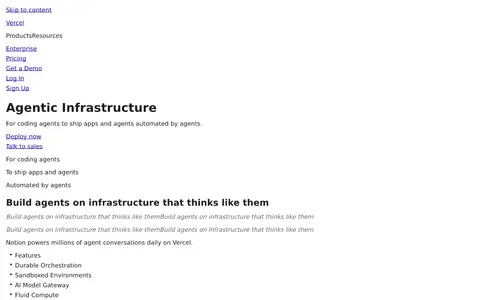 Skip to content
Vercel
ProductsResources
Enterprise
Pricing
Get a Demo
Log In
Sign Up
Agentic Infrastructure
For coding agents to ship apps and agents automated by agents.
Deploy now
Talk to sales
For coding agents
To ship apps and agents
Automated by agents
Build agents on infrastructure that thinks like them
Build agents on infrastructure that thinks like themBuild agents on infrastructure that thinks like them
Build agents on infrastructure that thinks like themBuild agents on infrastructure that thinks like them
Notion powers millions of agent conversations daily on Vercel.
• Features
• Durable Orchestration
• Sandboxed Environments
• AI Model Gateway
• Fluid Compute